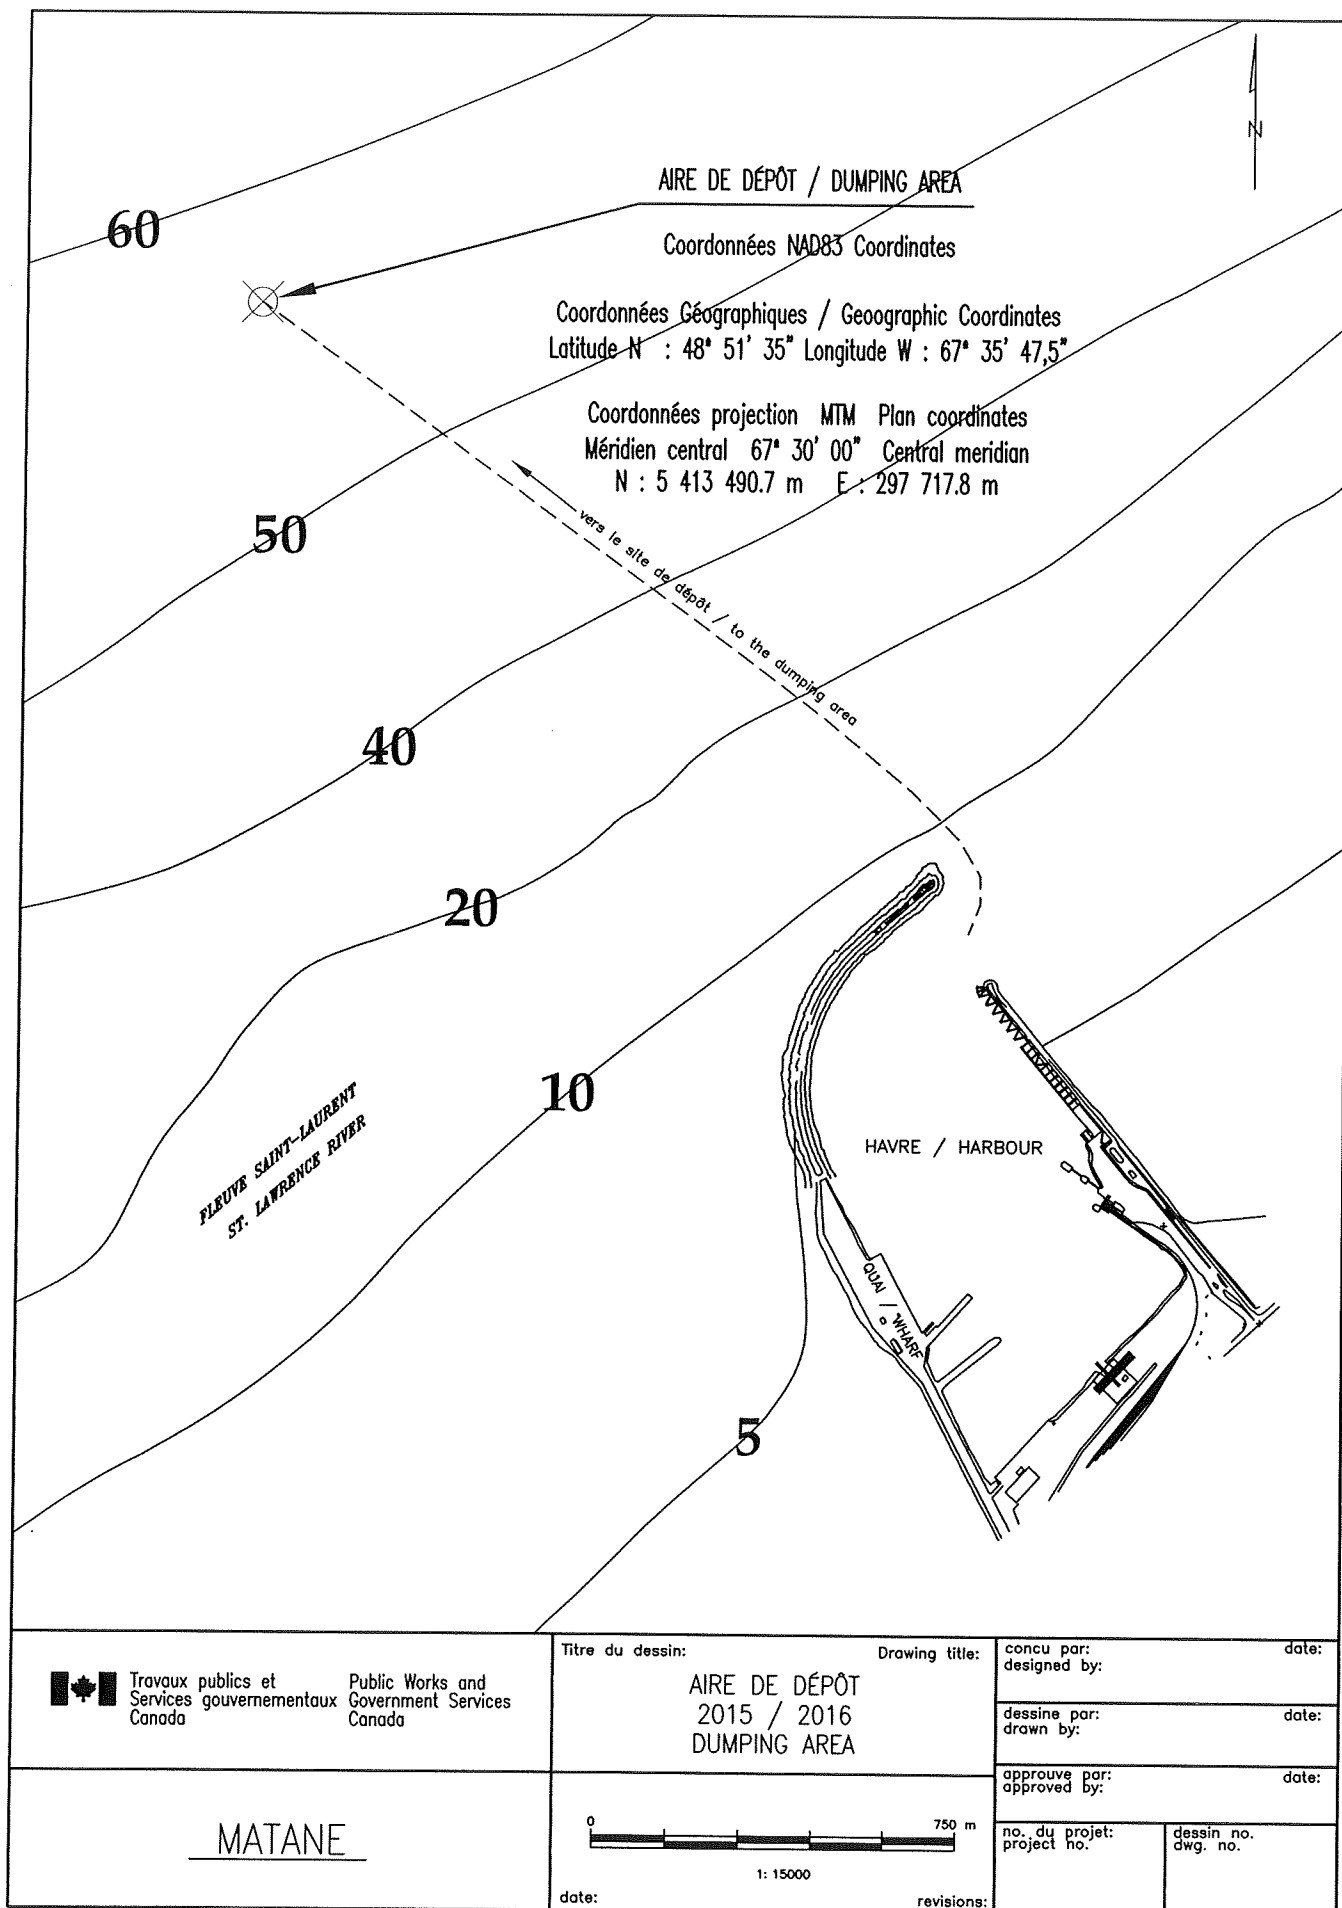 N
AIRE DE DÉPÔT / DUMPING AREA
60
Coordonnées NAD83 Coordinates
Coordonnées Géographiques / Geoographic Coordinates
Latitude N : 48° 51' 35" Longitude W : 67° 35' 47,5"
Coordonnées projection MTM Plan coordinates
Méridien central 67° 30' 00" Central meridian
N : 5 413 490.7 m E : 297 717.8 m
50
vers le site de dépôt / to the dumping area
40
20
10
FLEUVE SAINT-LAURENT
ST. LAWRENCE RIVER
HAVRE / HARBOUR
QUAI / WHARF
5
Travaux publics et
Services gouvernementaux
Canada
Public Works and
Government Services
Canada
Titre du dessin: Drawing title:
AIRE DE DÉPÔT
2015 / 2016
DUMPING AREA
concu par: date:
designed by:
dessine par: date:
drawn by:
approuve par: date:
approved by:
MATANE
0 750 m
1: 15000
date: revisions:
no. du projet:
project no.
dessin no.
dwg. no.